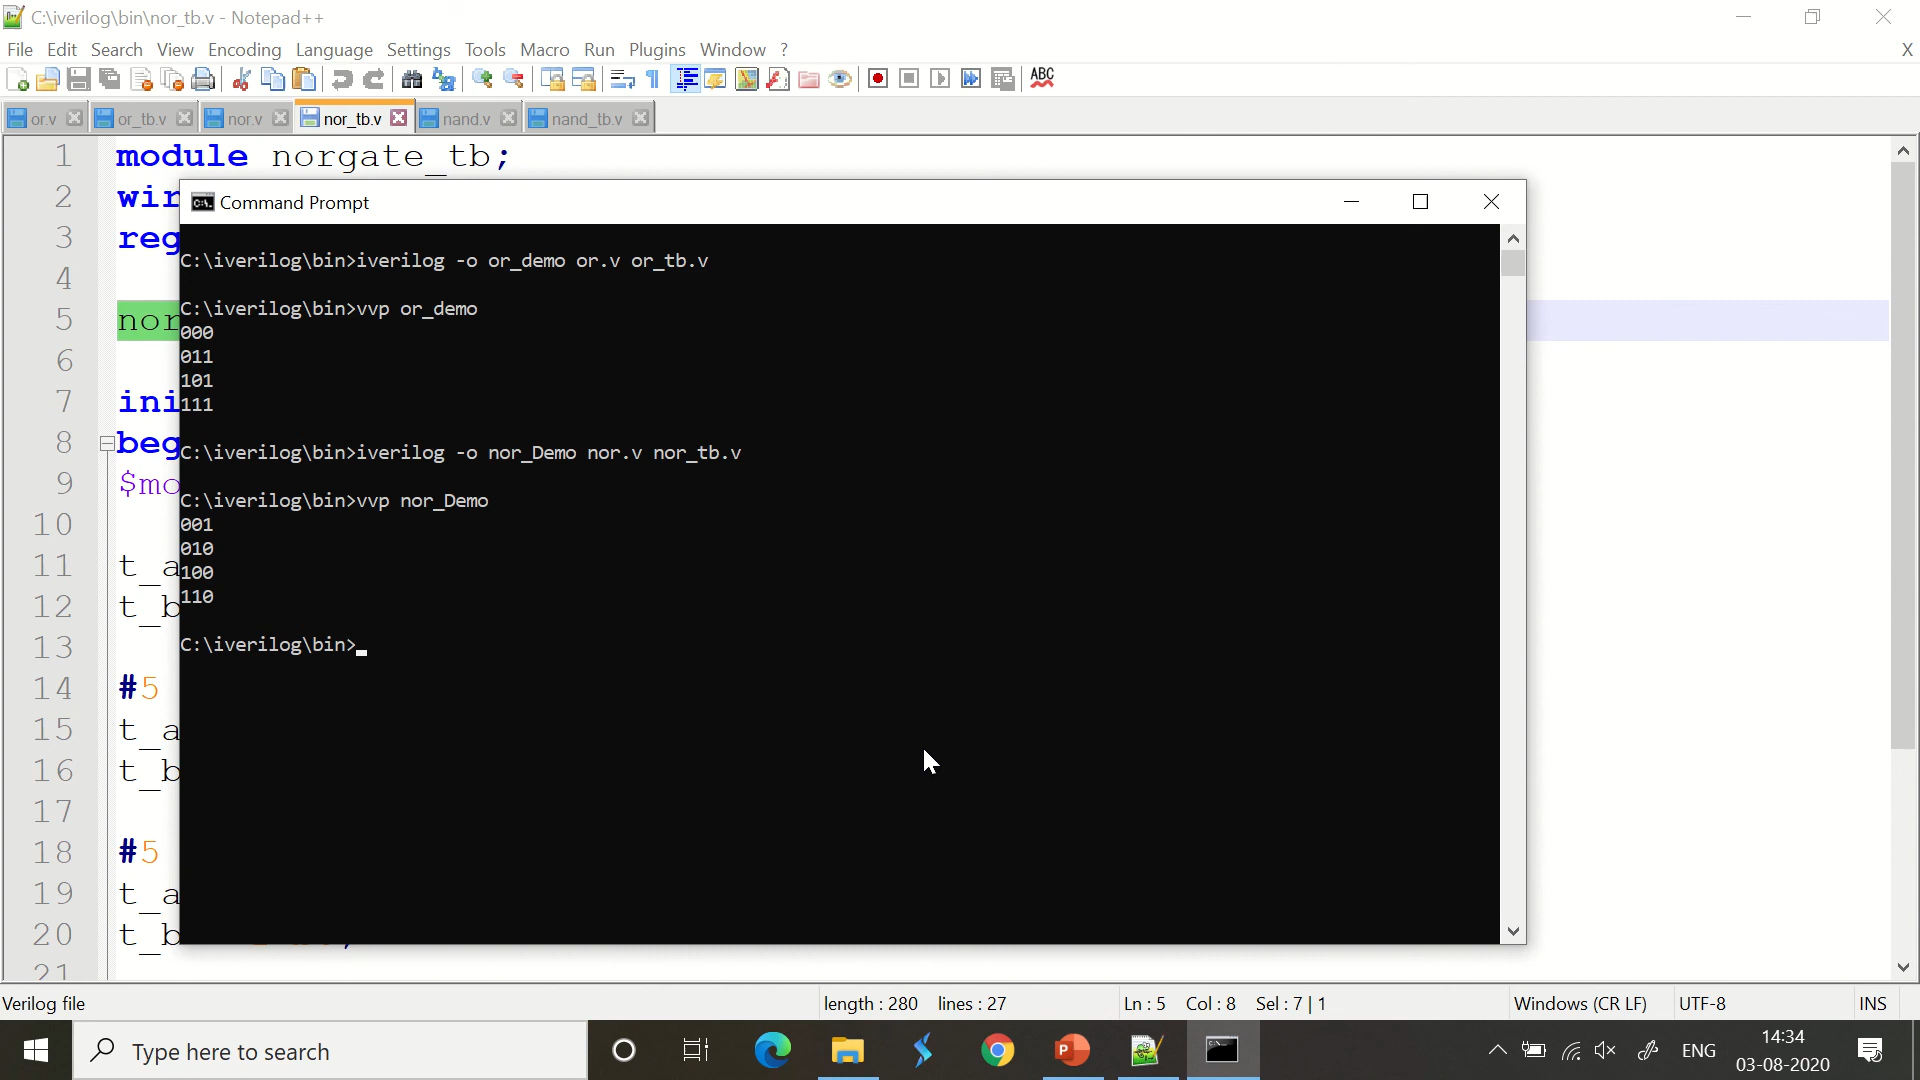 C:\iverilog\bin\nor_tb.v - Notepad++
File Edit Search View Encoding Language Settings Tools Macro Run Plugins Window ? X
ABC
or.v or_tb.v nor.v nor_tb.v nand.v nand_tb.v
1 module norgate_tb;
2 wir
3 reg
4
5 nor
6
7 ini
8 beg
9 $mo
10
11 t_a
12 t_b
13
14 #5
15 t_a
16 t_b
17
18 #5
19 t_a
20 t_b
21
Command Prompt
C:\iverilog\bin>iverilog -o or_demo or.v or_tb.v
C:\iverilog\bin>vvp or_demo
000
011
101
111
C:\iverilog\bin>iverilog -o nor_Demo nor.v nor_tb.v
C:\iverilog\bin>vvp nor_Demo
001
010
100
110
C:\iverilog\bin>_
Verilog file length : 280 lines : 27 Ln : 5 Col : 8 Sel : 7 | 1 Windows (CR LF) UTF-8 INS
Type here to search
ENG
14:34
03-08-2020